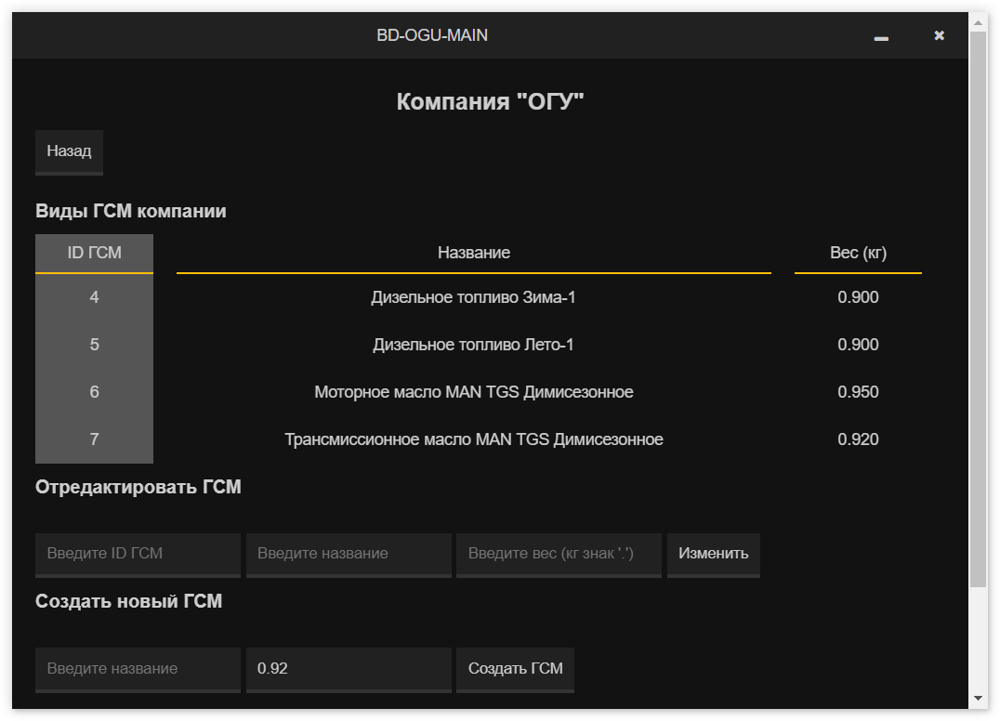 BD-OGU-MAIN
Компания "ОГУ"
Назад
Виды ГСМ компании
ID ГСМ Название Вес (кг)
4 Дизельное топливо Зима-1 0.900
5 Дизельное топливо Лето-1 0.900
6 Моторное масло MAN TGS Димисезонное 0.950
7 Трансмиссионное масло MAN TGS Димисезонное 0.920
Отредактировать ГСМ
Введите ID ГСМ Введите название Введите вес (кг знак '.') Изменить
Создать новый ГСМ
Введите название 0.92 Создать ГСМ